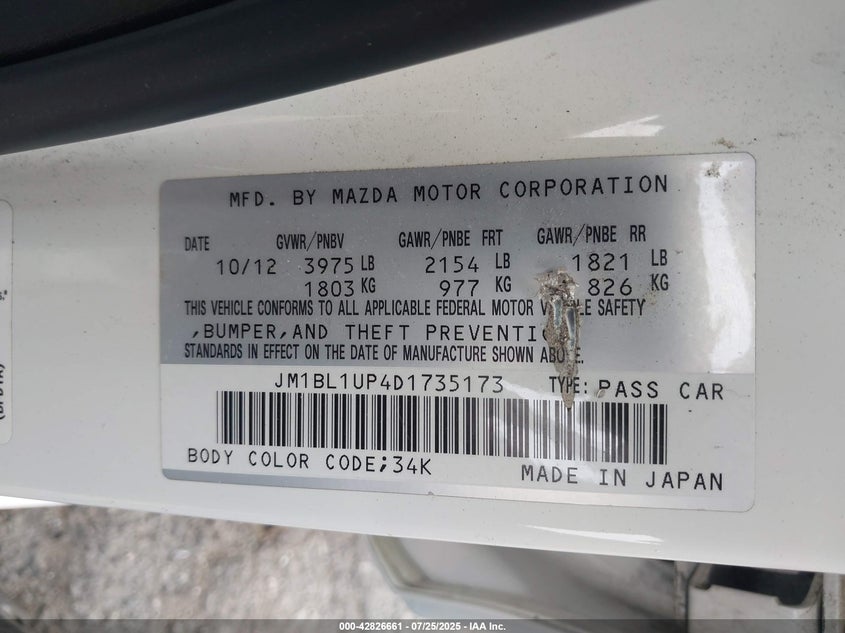 MFD. BY MAZDA MOTOR CORPORATION
DATE GVWR/PNBV GAWR/PNBE FRT GAWR/PNBE RR
10/12 3975 LB 2154 LB 1821 LB
1803 KG 977 KG 826 KG
THIS VEHICLE CONFORMS TO ALL APPLICABLE FEDERAL MOTOR SAFETY
,BUMPER,AND THEFT
STANDARDS IN EFFECT ON THE DATE OF MANUFACTURE SHOWN
JM1BL1UP4D1735173 TYPE: PASS CAR
BODY COLOR CODE;34K
MADE IN JAPAN
000-42826661 - 07/25/2025 - IAA Inc.